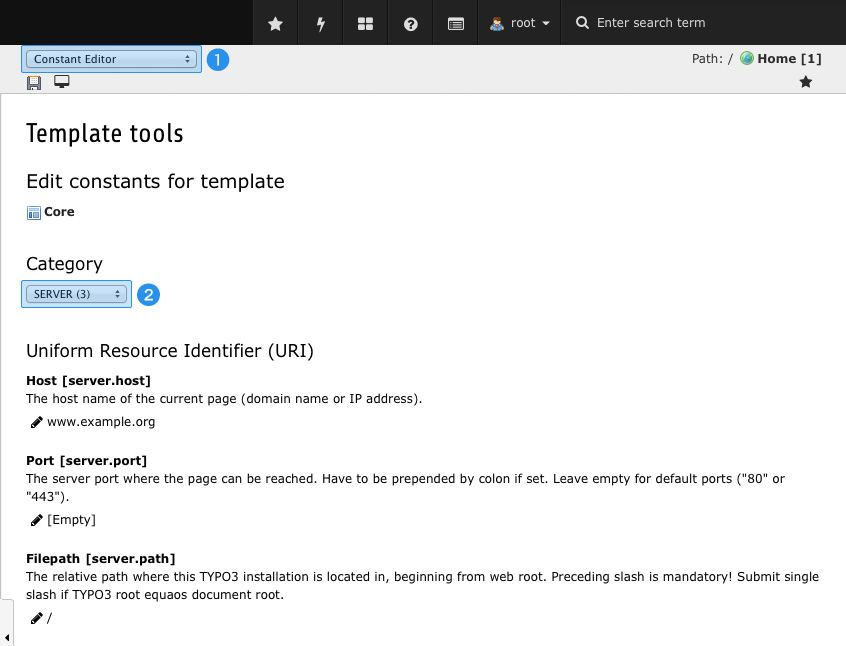 root
Enter search term
Constant Editor
1
Path: / Home [1]
Template tools
Edit constants for template
Core
Category
SERVER (3)
2
Uniform Resource Identifier (URI)
Host [server.host]
The host name of the current page (domain name or IP address).
www.example.org
Port [server.port]
The server port where the page can be reached. Have to be prepended by colon if set. Leave empty for default ports ("80" or
"443").
[Empty]
Filepath [server.path]
The relative path where this TYPO3 installation is located in, beginning from web root. Preceding slash is mandatory! Submit single
slash if TYPO3 root equaos document root.
/